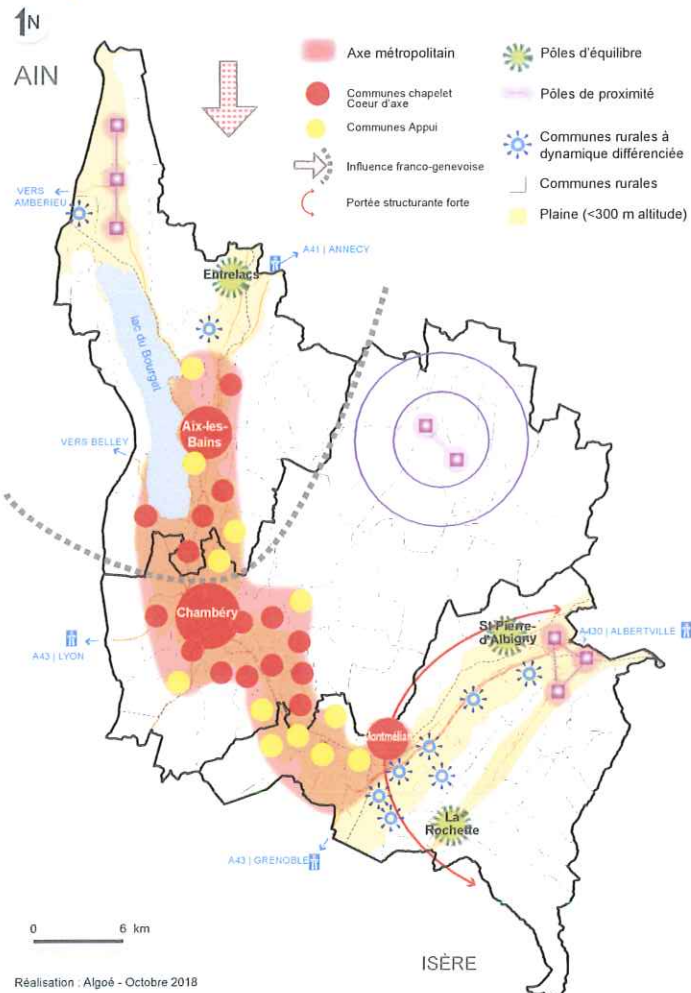 1N
AIN
Axe métropolitain
Communes chapelet
Coeur d'axe
Communes Appui
Influence franco-genevoise
Portée structurante forte
Pôles d'équilibre
Pôles de proximité
Communes rurales à
dynamique différenciée
Communes rurales
Plaine (<300 m altitude)
VERS
AMBERIEU
A41 | ANNECY
Entrelacs
lac du Bourget
Aix-les-
Bains
VERS BELLEY
Chambéry
A43 | LYON
St Pierre-
d'Albigny
A430 | ALBERTVILLE
Montmélian
La
Rochette
A43 | GRENOBLE
0 6 km
ISÈRE
Réalisation : Algoé - Octobre 2018